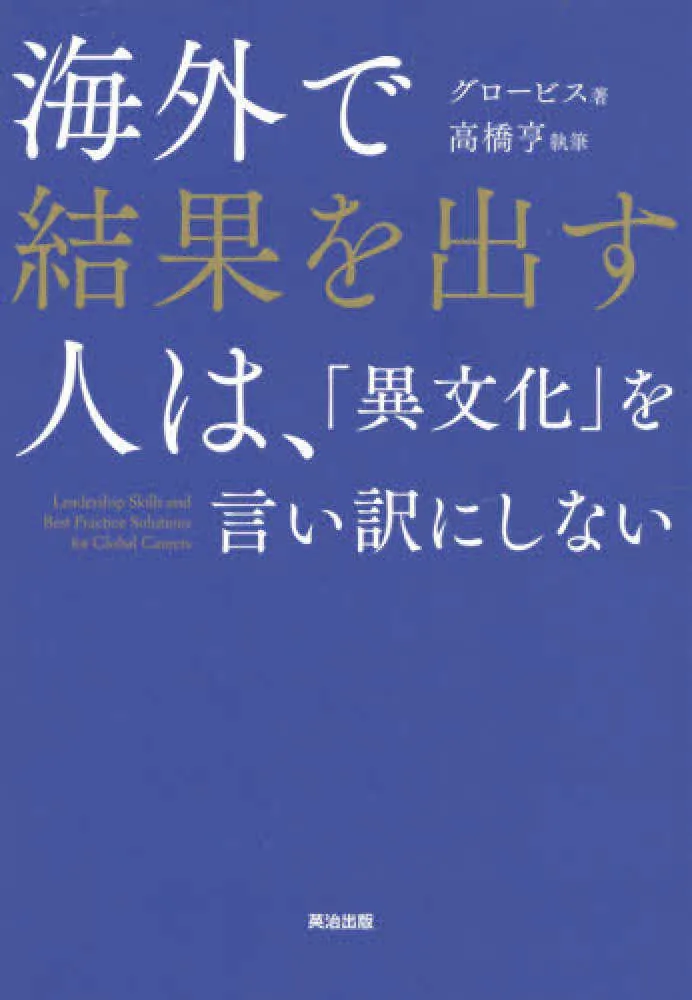 海外で
グロービス著
高橋亨 執筆
結果を出す
人は、「異文化」を
言い訳にしない
Leadership Skills and
Best Practice Solutions
for Global Careers
英治出版